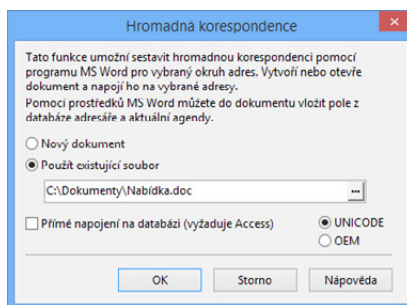 Hromadná korespondence
Tato funkce umožní sestavit hromadnou korespondenci pomocí
programu MS Word pro vybraný okruh adres. Vytvoří nebo otevře
dokument a napojí ho na vybrané adresy.
Pomocí prostředků MS Word můžete do dokumentu vložit pole z
databáze adresáře a aktuální agendy.
Nový dokument
Použít existující soubor
C:\Dokumenty\Nabídka.doc ...
Přímé napojení na databázi (vyžaduje Access) UNICODE
OEM
OK Storno Nápověda